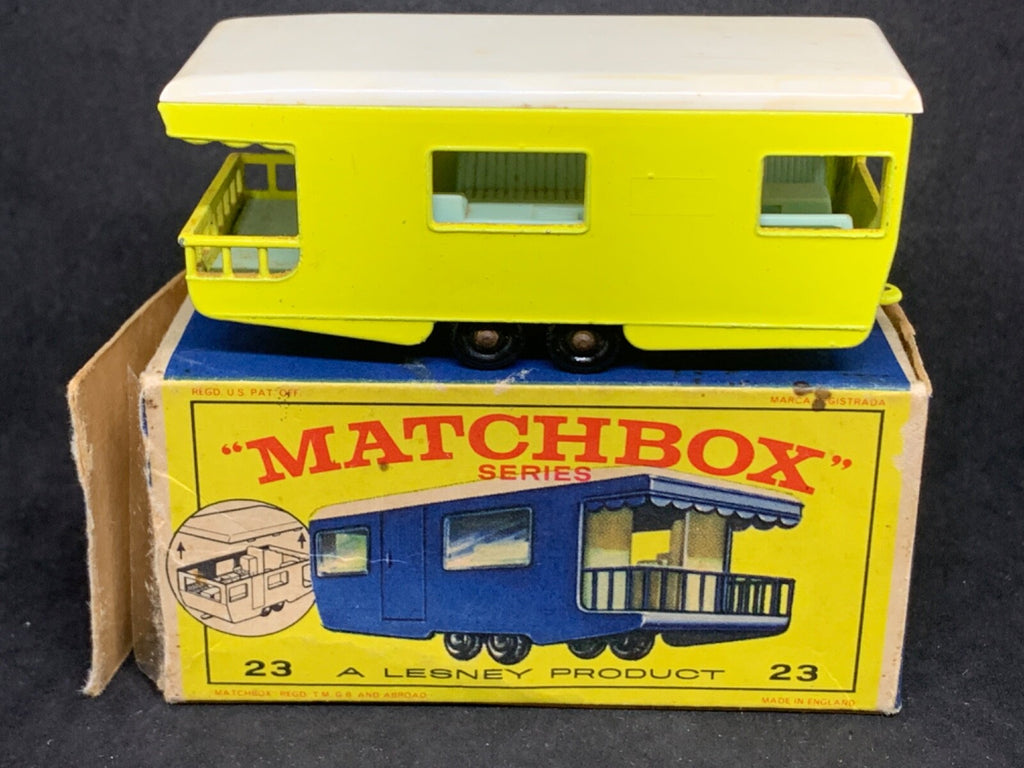 REGD. U.S. PAT. OFF. MARCA REGISTRADA
"MATCHBOX"
SERIES
23 A LESNEY PRODUCT 23
MATCHBOX REGD. T.M. G.B. AND ABROAD MADE IN ENGLAND